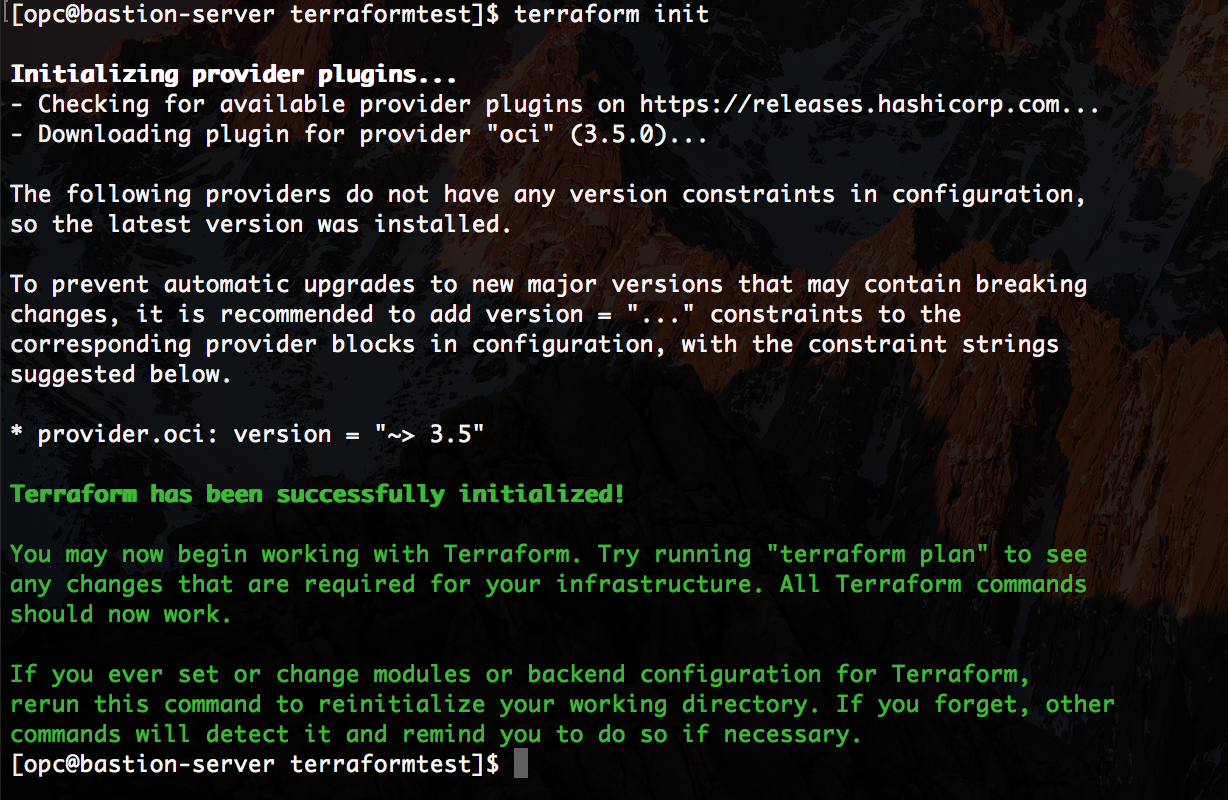 [opc@bastion-server terraformtest]$ terraform init
Initializing provider plugins...
- Checking for available provider plugins on https://releases.hashicorp.com...
- Downloading plugin for provider "oci" (3.5.0)...
The following providers do not have any version constraints in configuration,
so the latest version was installed.
To prevent automatic upgrades to new major versions that may contain breaking
changes, it is recommended to add version = "..." constraints to the
corresponding provider blocks in configuration, with the constraint strings
suggested below.
* provider.oci: version = "~> 3.5"
Terraform has been successfully initialized!
You may now begin working with Terraform. Try running "terraform plan" to see
any changes that are required for your infrastructure. All Terraform commands
should now work.
If you ever set or change modules or backend configuration for Terraform,
rerun this command to reinitialize your working directory. If you forget, other
commands will detect it and remind you to do so if necessary.
[opc@bastion-server terraformtest]$